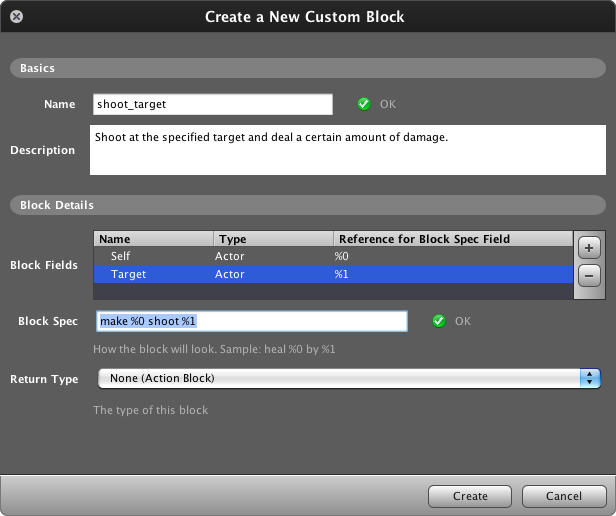 Create a New Custom Block
Basics
Name shoot_target OK
Description Shoot at the specified target and deal a certain amount of damage.
Block Details
Block Fields
Name Type Reference for Block Spec Field
Self Actor %0
Target Actor %1
+
−
Block Spec make %0 shoot %1 OK
How the block will look. Sample: heal %0 by %1
Return Type None (Action Block)
The type of this block
Create Cancel